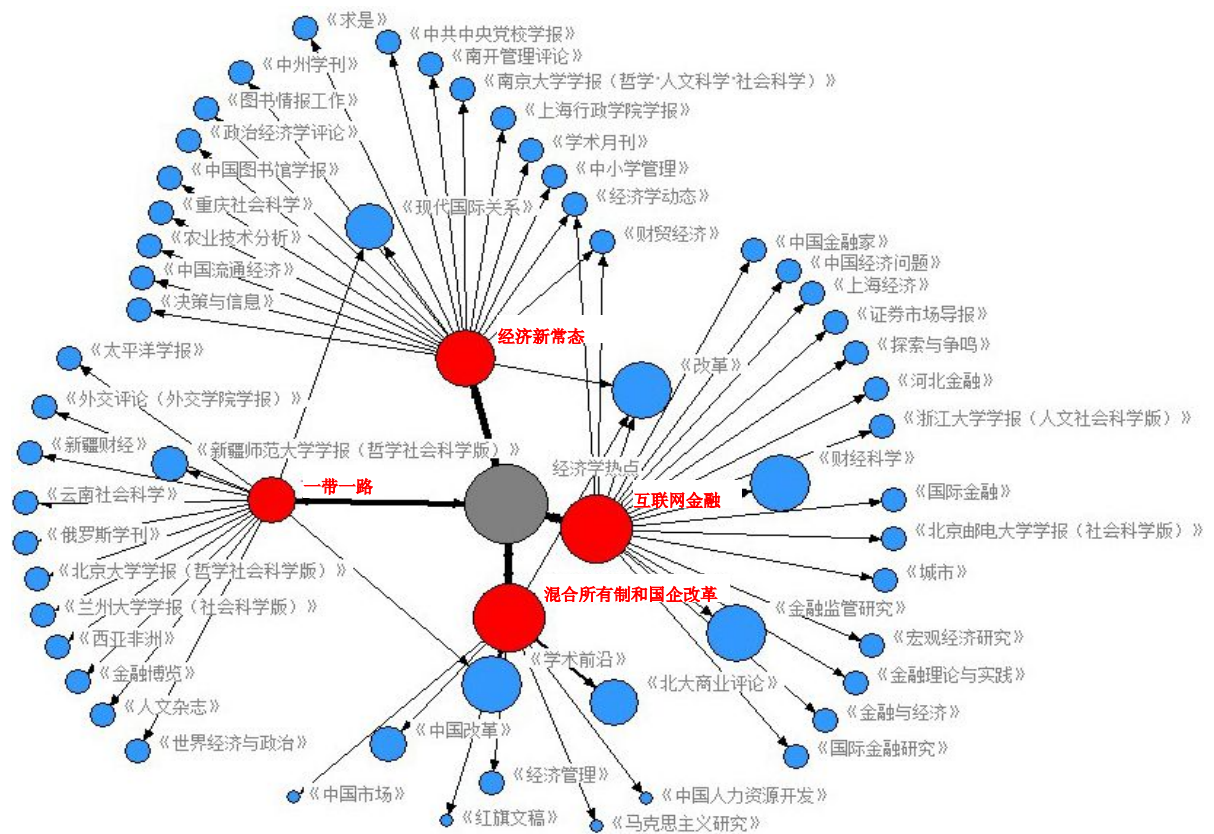 《求是》
《中共中央党校学报》
《南开管理评论》
《中州学刊》
《南京大学学报（哲学·人文科学·社会科学）》
《图书情报工作》
《上海行政学院学报》
《政治经济学评论》
《学术月刊》
《中国图书馆学报》
《中小学管理》
《重庆社会科学》
《现代国际关系》
《经济学动态》
《农业技术分析》
《财贸经济》
《中国金融家》
《中国流通经济》
《中国经济问题》
《上海经济》
《决策与信息》
《证券市场导报》
经济新常态
《太平洋学报》
《探索与争鸣》
《改革》
《河北金融》
《外交评论（外交学院学报）》
《浙江大学学报（人文社会科学版）》
《新疆财经》
《新疆师范大学学报（哲学社会科学版）》
《财经科学》
经济学热点
一带一路
互联网金融
《国际金融》
《云南社会科学》
《北京邮电大学学报（社会科学版）》
《俄罗斯学刊》
《北京大学学报（哲学社会科学版）》
《城市》
混合所有制和国企改革
《兰州大学学报（社会科学版）》
《金融监管研究》
《西亚非洲》
《宏观经济研究》
《学术前沿》
《金融博览》
《北大商业评论》
《金融理论与实践》
《人文杂志》
《金融与经济》
《中国改革》
《世界经济与政治》
《国际金融研究》
《经济管理》
《中国市场》
《中国人力资源开发》
《红旗文稿》
《马克思主义研究》